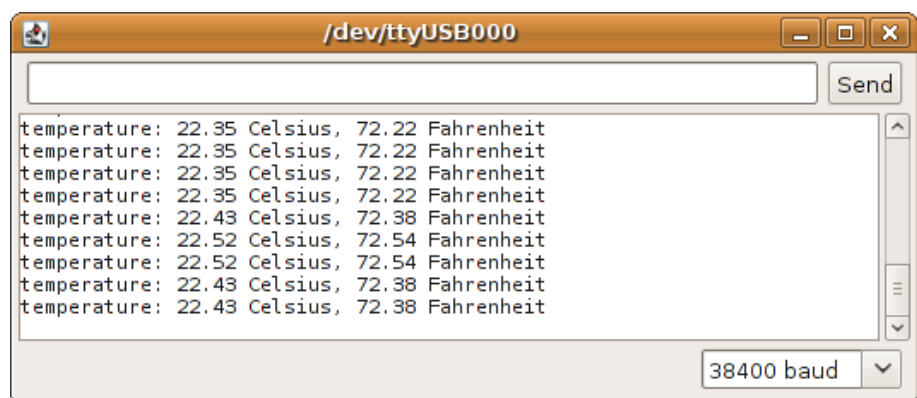 /dev/ttyUSB000
Send
temperature: 22.35 Celsius, 72.22 Fahrenheit
temperature: 22.35 Celsius, 72.22 Fahrenheit
temperature: 22.35 Celsius, 72.22 Fahrenheit
temperature: 22.35 Celsius, 72.22 Fahrenheit
temperature: 22.43 Celsius, 72.38 Fahrenheit
temperature: 22.52 Celsius, 72.54 Fahrenheit
temperature: 22.52 Celsius, 72.54 Fahrenheit
temperature: 22.43 Celsius, 72.38 Fahrenheit
temperature: 22.43 Celsius, 72.38 Fahrenheit
38400 baud